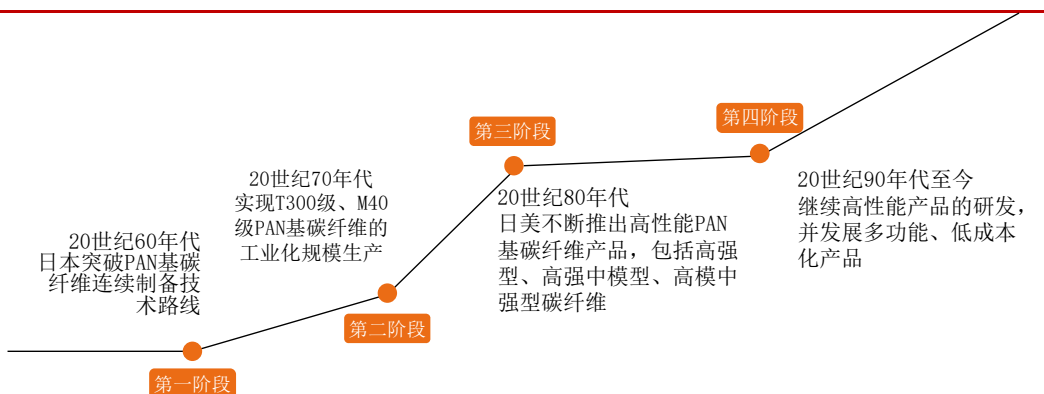 第一阶段
20世纪60年代
日本突破PAN基碳
纤维连续制备技
术路线
第二阶段
20世纪70年代
实现T300级、M40
级PAN基碳纤维的
工业化规模生产
第三阶段
20世纪80年代
日美不断推出高性能PAN
基碳纤维产品，包括高强
型、高强中模型、高模中
强型碳纤维
第四阶段
20世纪90年代至今
继续高性能产品的研发，
并发展多功能、低成本
化产品